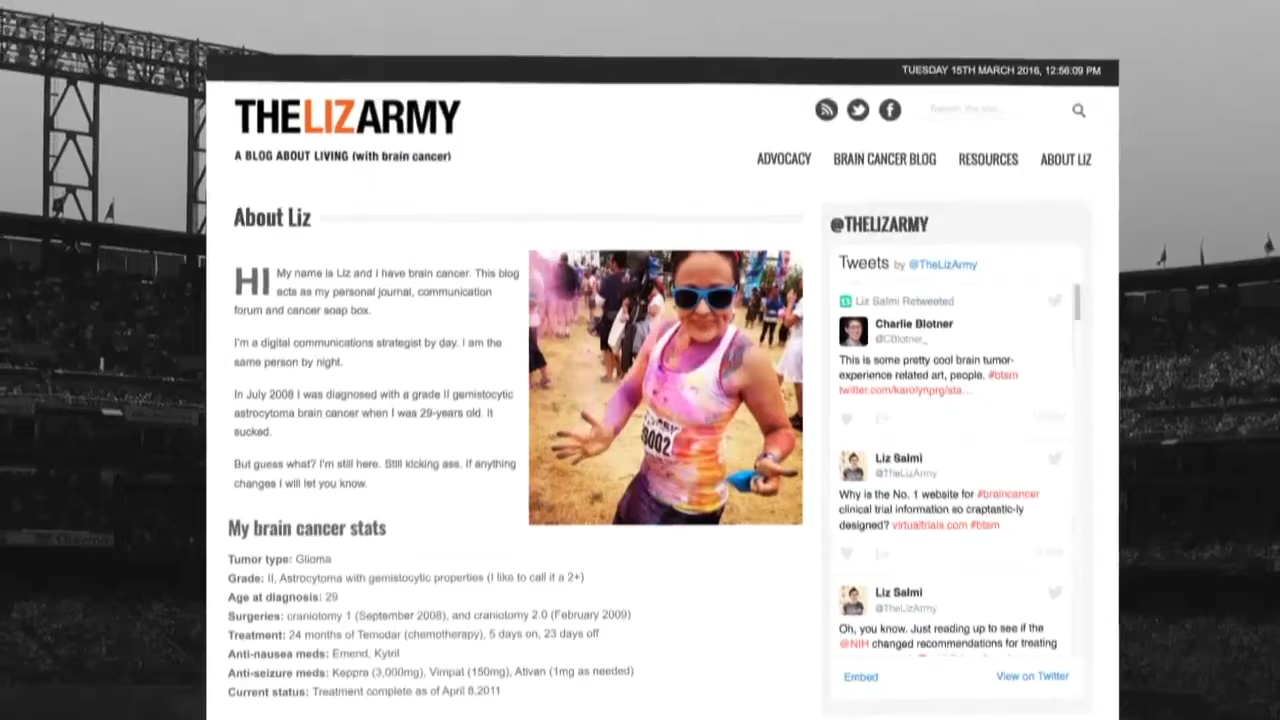 TUESDAY 15TH MARCH 2016, 12:56:09 PM
THELIZARMY
A BLOG ABOUT LIVING (with brain cancer)
ADVOCACY BRAIN CANCER BLOG RESOURCES ABOUT LIZ
About Liz
HI My name is Liz and I have brain cancer. This blog
acts as my personal journal, communication
forum and cancer soap box.
I'm a digital communications strategist by day. I am the
same person by night.
In July 2008 I was diagnosed with a grade II gemistocytic
astrocytoma brain cancer when I was 29-years old. It
sucked.
But guess what? I'm still here. Still kicking ass. If anything
changes I will let you know.
9002
My brain cancer stats
Tumor type: Glioma
Grade: II, Astrocytoma with gemistocytic properties (I like to call it a 2+)
Age at diagnosis: 29
Surgeries: craniotomy 1 (September 2008), and craniotomy 2.0 (February 2009)
Treatment: 24 months of Temodar (chemotherapy), 5 days on, 23 days off
Anti-nausea meds: Emend, Kytril
Anti-seizure meds: Keppra (3,000mg), Vimpat (150mg), Ativan (1mg as needed)
Current status: Treatment complete as of April 8.2011
@THELIZARMY
Tweets by @TheLizArmy
Liz Salmi Retweeted
Charlie Blotner
@CBlotner_
This is some pretty cool brain tumor-
experience related art, people. #btsm
twitter.com/karolynprg/sta…
Liz Salmi
@TheLizArmy
Why is the No. 1 website for #braincancer
clinical trial information so craptastic-ly
designed? virtualtrials.com #btsm
Liz Salmi
@TheLizArmy
Oh, you know. Just reading up to see if the
@NIH changed recommendations for treating
Embed View on Twitter